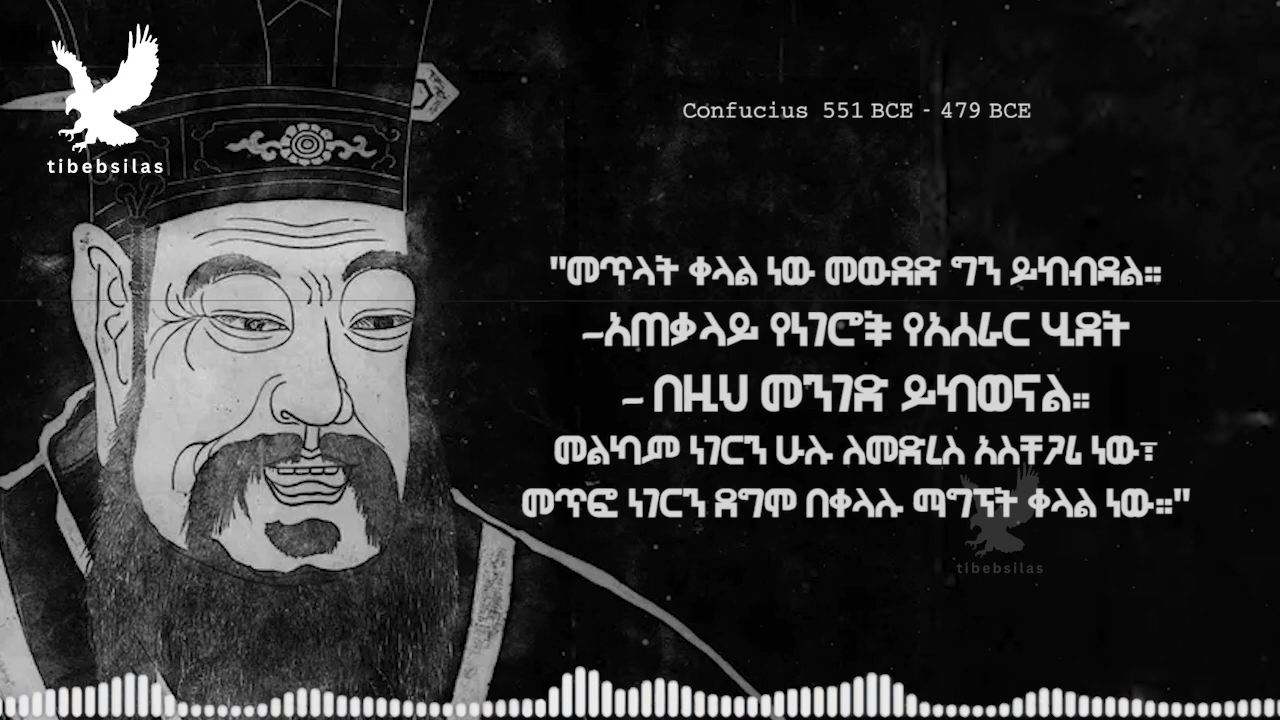 tibebsilas
Confucius 551 BCE - 479 BCE
"መጥላት ቀላል ነው መውደድ ግን ይከብዳል።
–አጠቃላይ የነገሮች የአሰራር ሂደት
– በዚህ መንገድ ይከወናል።
መልካም ነገርን ሁሉ ለመድረስ አስቸጋሪ ነው፣
መጥፎ ነገርን ደግሞ በቀላሉ ማግኘት ቀላል ነው።"
tibebsilas